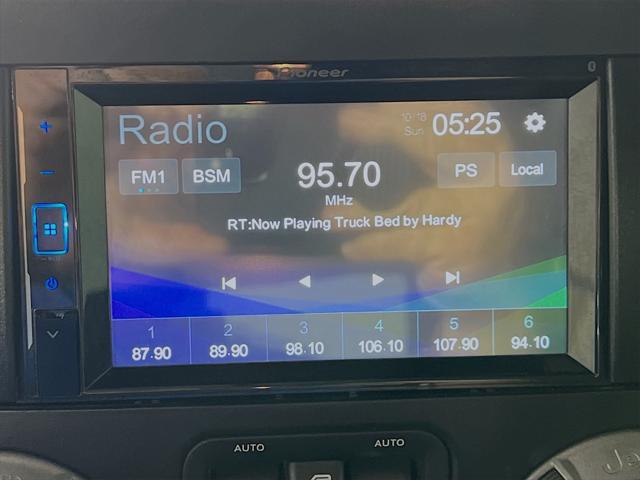 Pioneer
Radio
10/18
Sun
05:25
FM1
BSM
95.70
MHz
PS
Local
RT:Now Playing Truck Bed by Hardy
1 2 3 4 5 6
87.90 89.90 98.10 106.10 107.90 94.10
AUTO AUTO
Jee